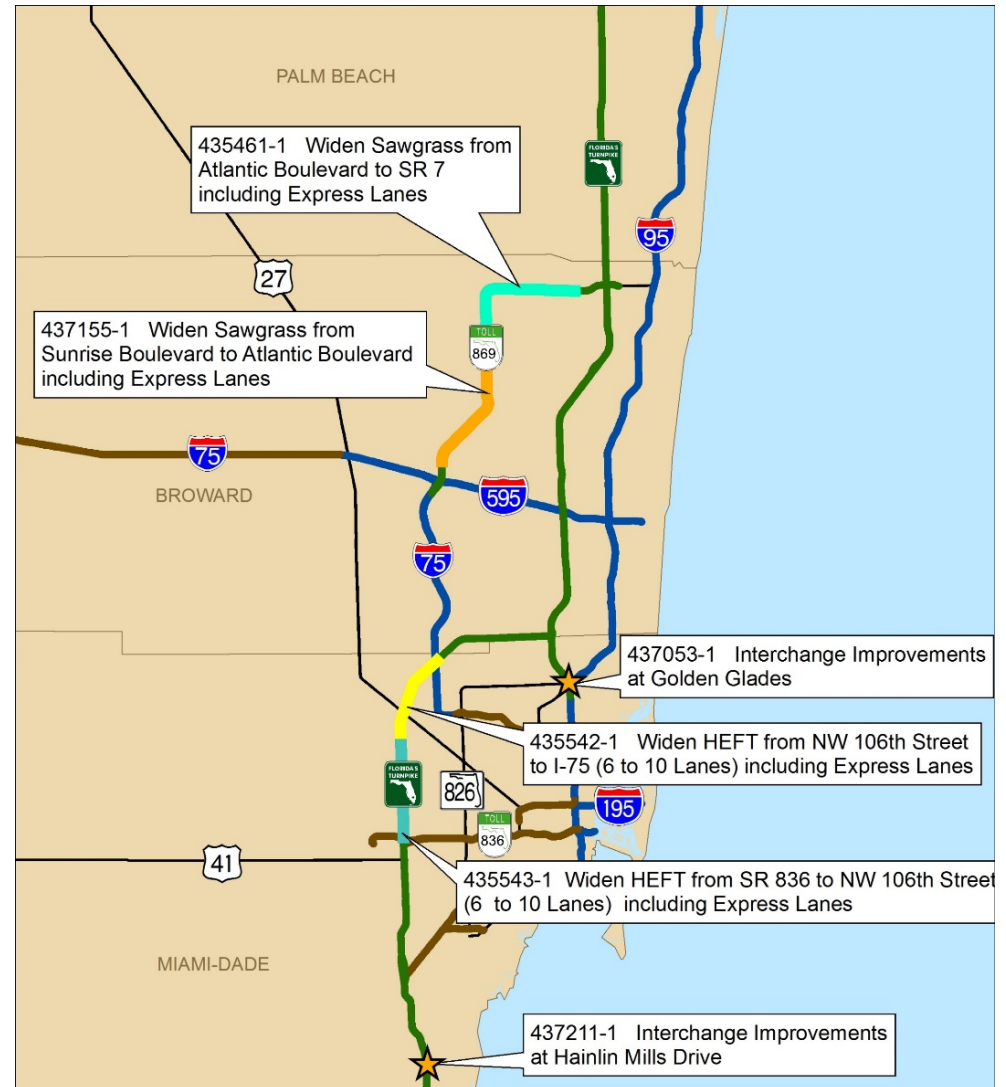 PALM BEACH
435461-1 Widen Sawgrass from
Atlantic Boulevard to SR 7
including Express Lanes
FLORIDA'S
TURNPIKE
95
27
437155-1 Widen Sawgrass from
Sunrise Boulevard to Atlantic Boulevard
including Express Lanes
TOLL
869
75
BROWARD
595
75
437053-1 Interchange Improvements
at Golden Glades
435542-1 Widen HEFT from NW 106th Street
to I-75 (6 to 10 Lanes) including Express Lanes
FLORIDA'S
TURNPIKE
826
195
TOLL
836
41
435543-1 Widen HEFT from SR 836 to NW 106th Street
(6 to 10 Lanes) including Express Lanes
MIAMI-DADE
437211-1 Interchange Improvements
at Hainlin Mills Drive